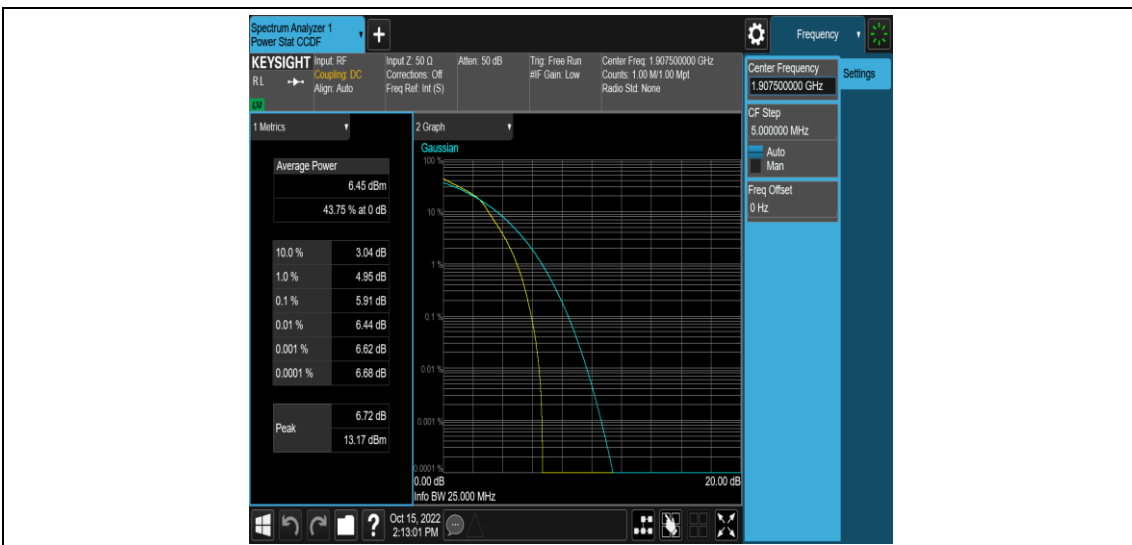 Spectrum Analyzer 1
Power Stat CCDF
+
Frequency
KEYSIGHT
RL
LXI
Input: RF
Coupling: DC
Align: Auto
Input Z: 50 Ω
Corrections: Off
Freq Ref: Int (S)
Atten: 50 dB
Trig: Free Run
#IF Gain: Low
Center Freq: 1.907500000 GHz
Counts: 1.00 M/1.00 Mpt
Radio Std: None
Center Frequency
1.907500000 GHz
Settings
CF Step
5.000000 MHz
Auto
Man
Freq Offset
0 Hz
1 Metrics
Average Power
6.45 dBm
43.75 % at 0 dB
10.0 % 3.04 dB
1.0 % 4.95 dB
0.1 % 5.91 dB
0.01 % 6.44 dB
0.001 % 6.62 dB
0.0001 % 6.68 dB
Peak
6.72 dB
13.17 dBm
2 Graph
Gaussian
100 %
10 %
1 %
0.1 %
0.01 %
0.001 %
0.0001 %
0.00 dB 20.00 dB
Info BW 25.000 MHz
?
Oct 15, 2022
2:13:01 PM